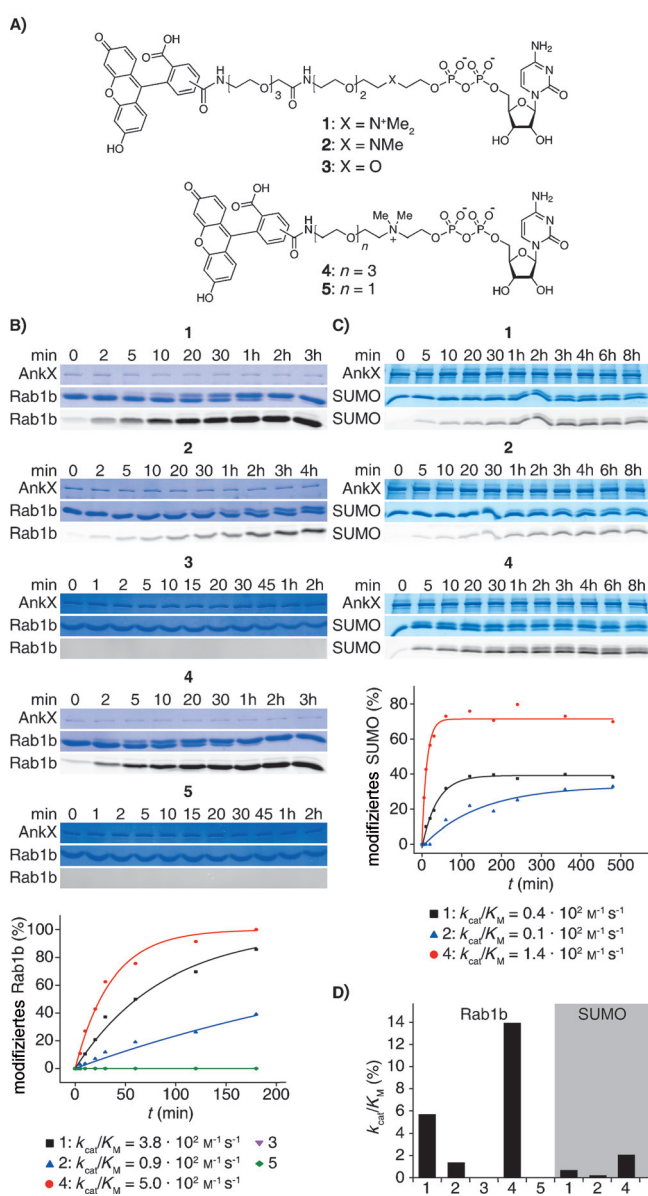 A)
O
CO₂H
O
HO
O
H
N
O
3
O
H
N
O
2
X
O
O
O⁻
P
O
O
O⁻
P
O
NH₂
N
N
O
O
HO OH
1: X = N⁺Me₂
2: X = NMe
3: X = O
O
CO₂H
O
HO
O
H
N
O
n
Me Me
N
+
O
O
O⁻
P
O
O
O⁻
P
O
NH₂
N
N
O
O
HO OH
4: n = 3
5: n = 1
B)
1
min 0 2 5 10 20 30 1h 2h 3h
AnkX
Rab1b
Rab1b
2
min 0 2 5 10 20 30 1h 2h 3h 4h
AnkX
Rab1b
Rab1b
3
min 0 1 2 5 10 15 20 30 45 1h 2h
AnkX
Rab1b
Rab1b
4
min 0 2 5 10 20 30 1h 2h 3h
AnkX
Rab1b
Rab1b
5
min 0 1 2 5 10 15 20 30 45 1h 2h
AnkX
Rab1b
Rab1b
modifiziertes Rab1b (%)
100
80
60
40
20
0
0 50 100 150 200
t (min)
1: kcat/KM = 3.8 · 10² M⁻¹ s⁻¹
3
2: kcat/KM = 0.9 · 10² M⁻¹ s⁻¹
5
4: kcat/KM = 5.0 · 10² M⁻¹ s⁻¹
C)
1
min 0 5 10 20 30 1h 2h 3h 4h 6h 8h
AnkX
SUMO
SUMO
2
min 0 5 10 20 30 1h 2h 3h 4h 6h 8h
AnkX
SUMO
SUMO
4
min 0 5 10 20 30 1h 2h 3h 4h 6h 8h
AnkX
SUMO
SUMO
modifiziertes SUMO (%)
80
60
40
20
0
0 100 200 300 400 500
t (min)
1: kcat/KM = 0.4 · 10² M⁻¹ s⁻¹
2: kcat/KM = 0.1 · 10² M⁻¹ s⁻¹
4: kcat/KM = 1.4 · 10² M⁻¹ s⁻¹
D)
Rab1b SUMO
kcat/KM (%)
14
12
10
8
6
4
2
0
1 2 3 4 5 1 2 4